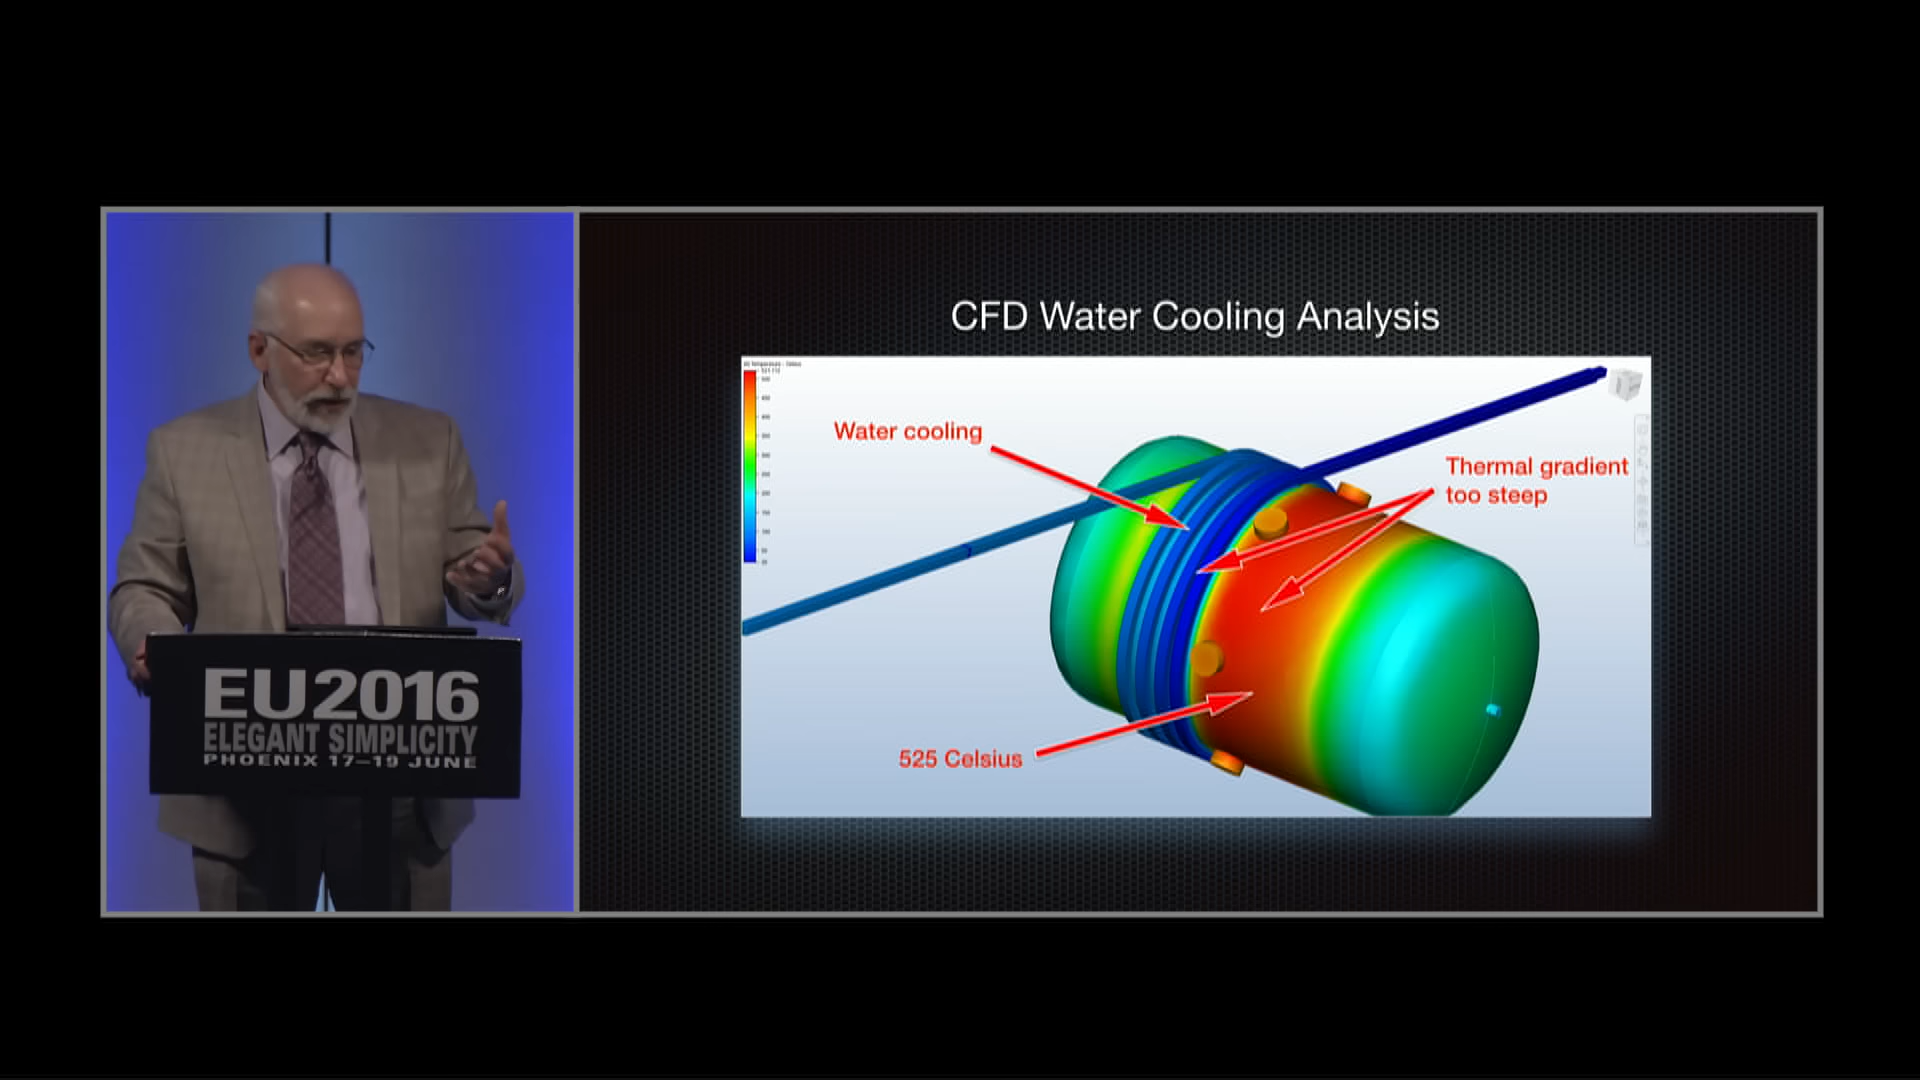 CFD Water Cooling Analysis
Water cooling
Thermal gradient
too steep
525 Celsius
EU2016
ELEGANT SIMPLICITY
PHOENIX 17–19 JUNE